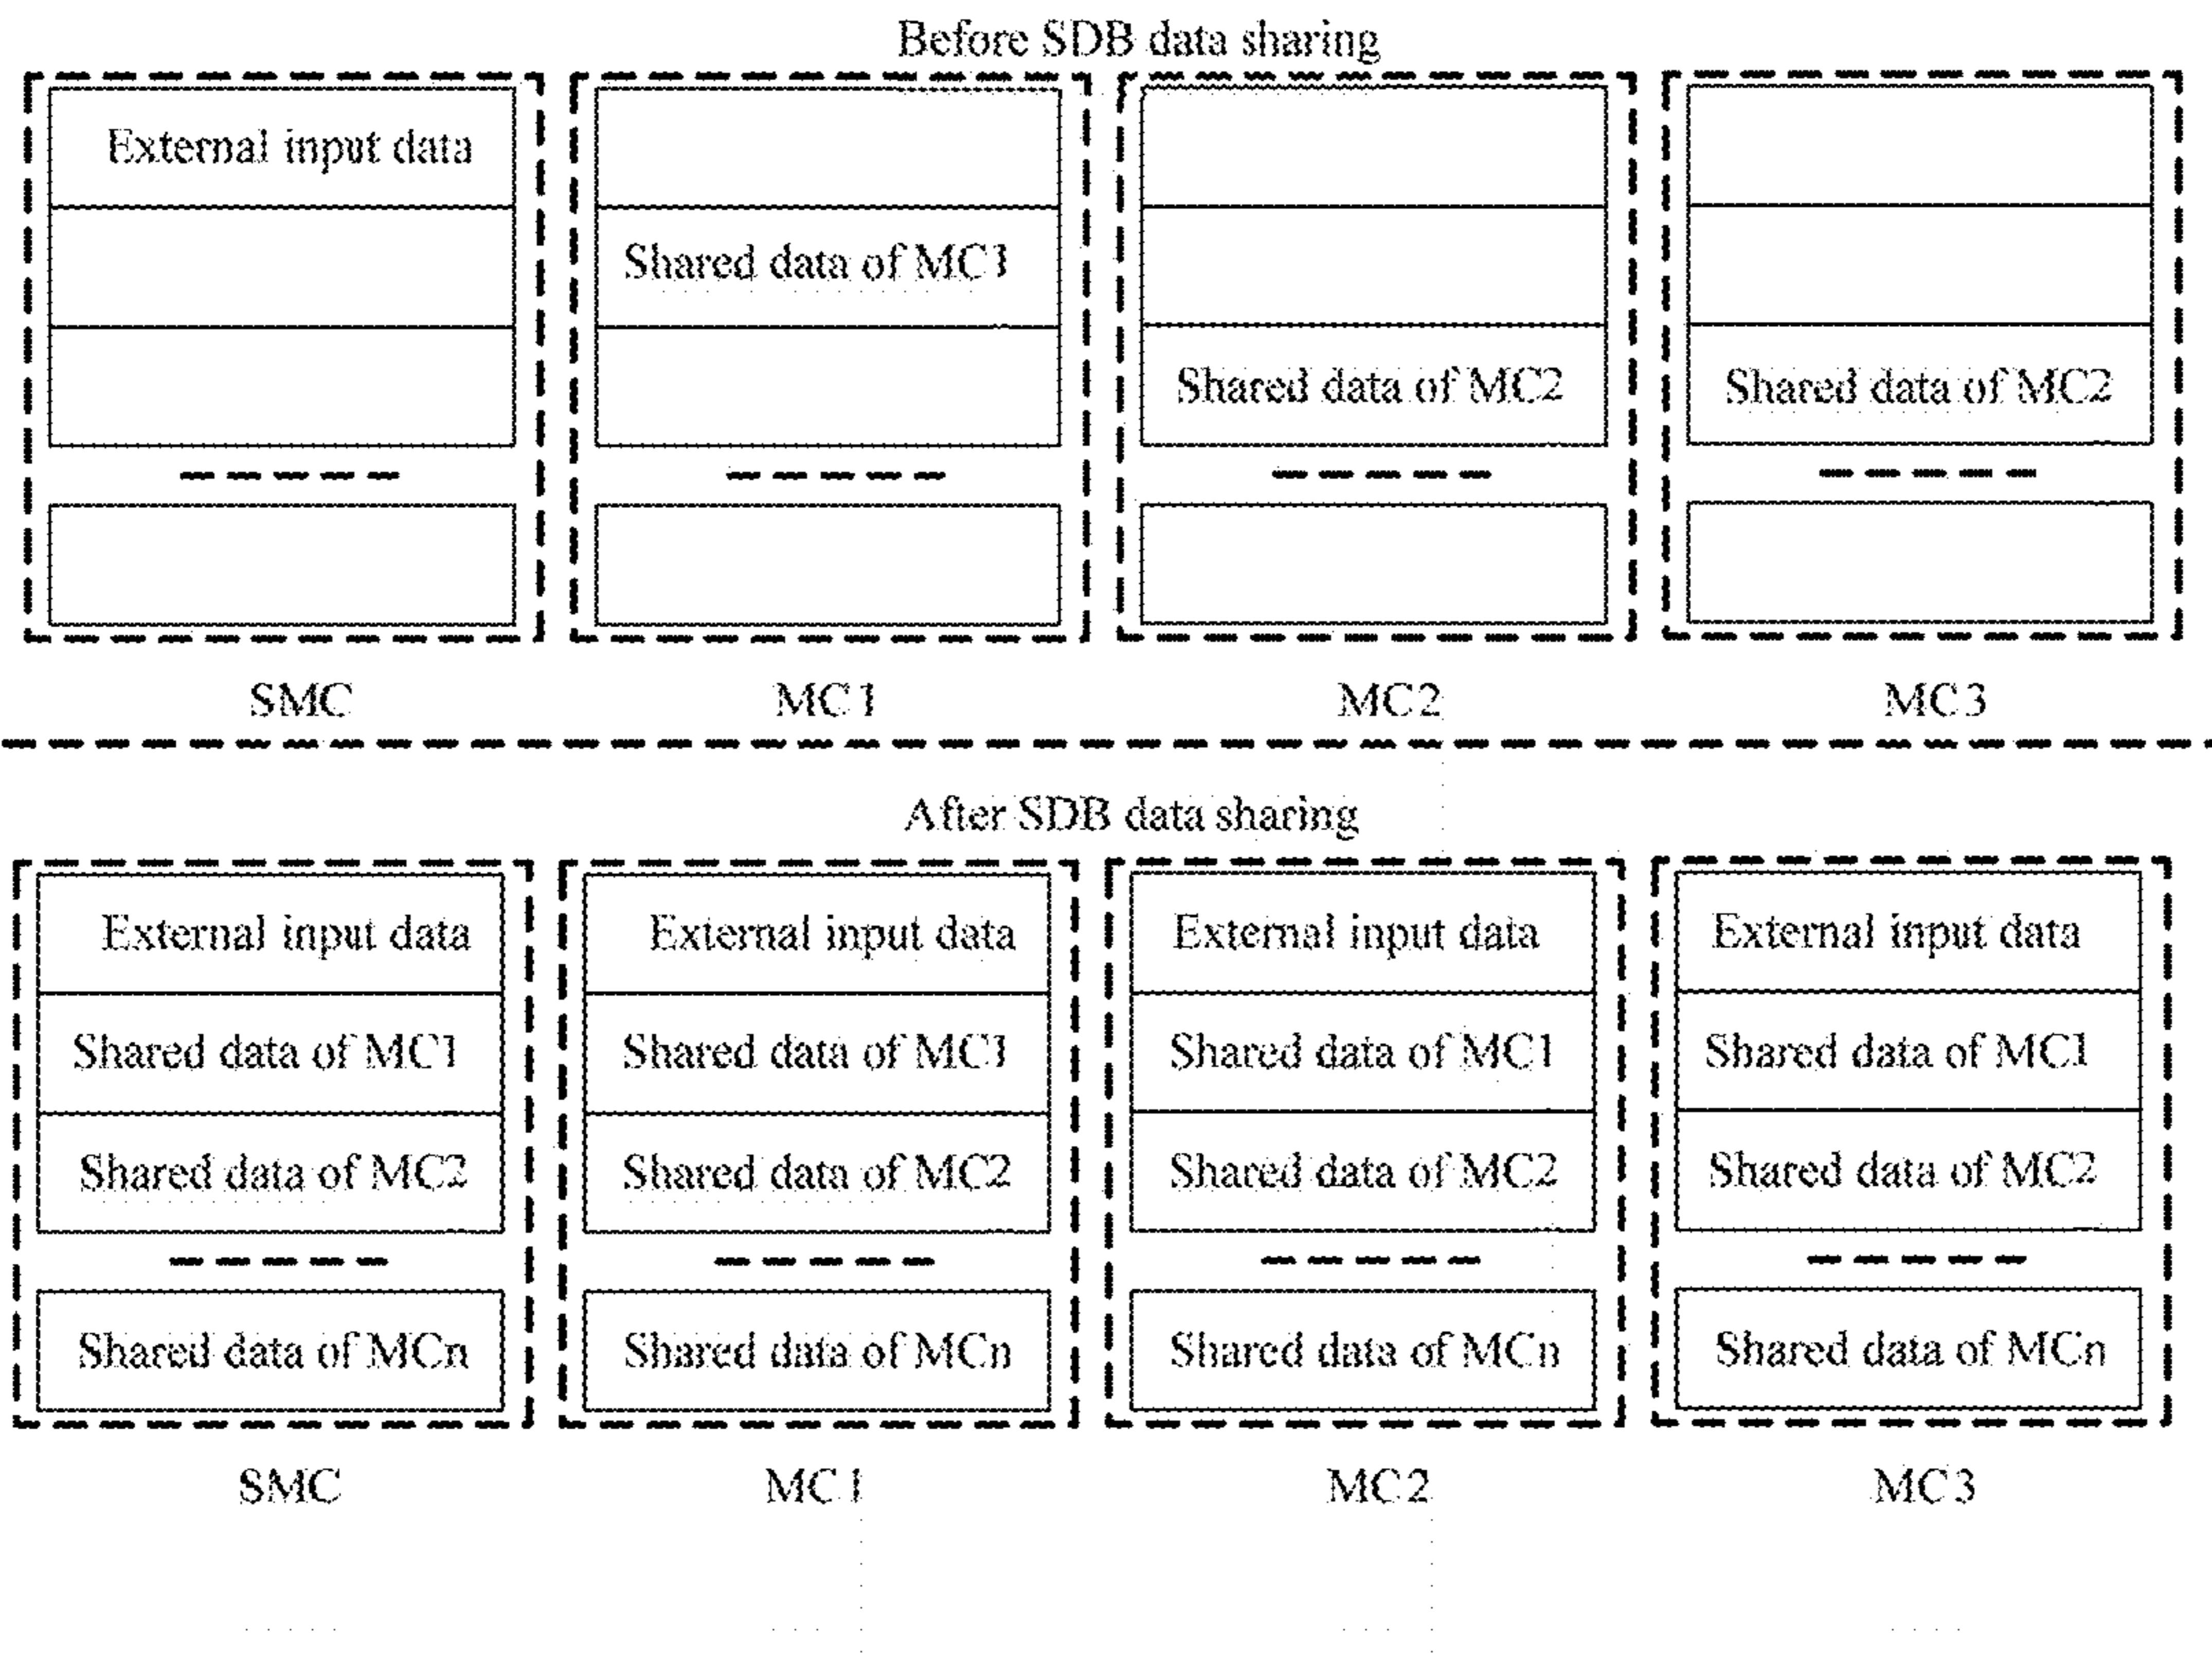 Before SDB data sharing
External input data
Shared data of MC1
Shared data of MC2
Shared data of MC2
SMC
MC1
MC2
MC3
After SDB data sharing
External input data
External input data
External input data
External input data
Shared data of MC1
Shared data of MC1
Shared data of MC1
Shared data of MC1
Shared data of MC2
Shared data of MC2
Shared data of MC2
Shared data of MC2
Shared data of MCn
Shared data of MCn
Shared data of MCn
Shared data of MCn
SMC
MC1
MC2
MC3